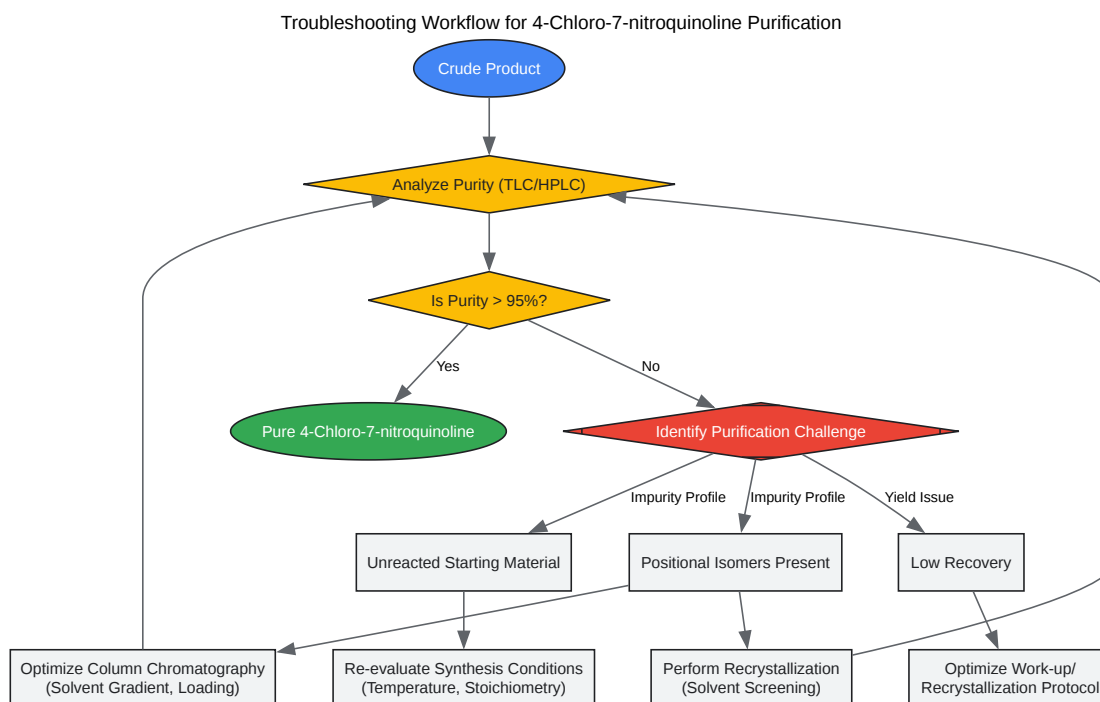 Troubleshooting Workflow for 4-Chloro-7-nitroquinoline Purification
Crude Product
Analyze Purity (TLC/HPLC)
Is Purity > 95%?
Yes
No
Pure 4-Chloro-7-nitroquinoline
Identify Purification Challenge
Impurity Profile
Impurity Profile
Yield Issue
Unreacted Starting Material
Positional Isomers Present
Low Recovery
Optimize Column Chromatography
(Solvent Gradient, Loading)
Re-evaluate Synthesis Conditions
(Temperature, Stoichiometry)
Perform Recrystallization
(Solvent Screening)
Optimize Work-up/
Recrystallization Protocol